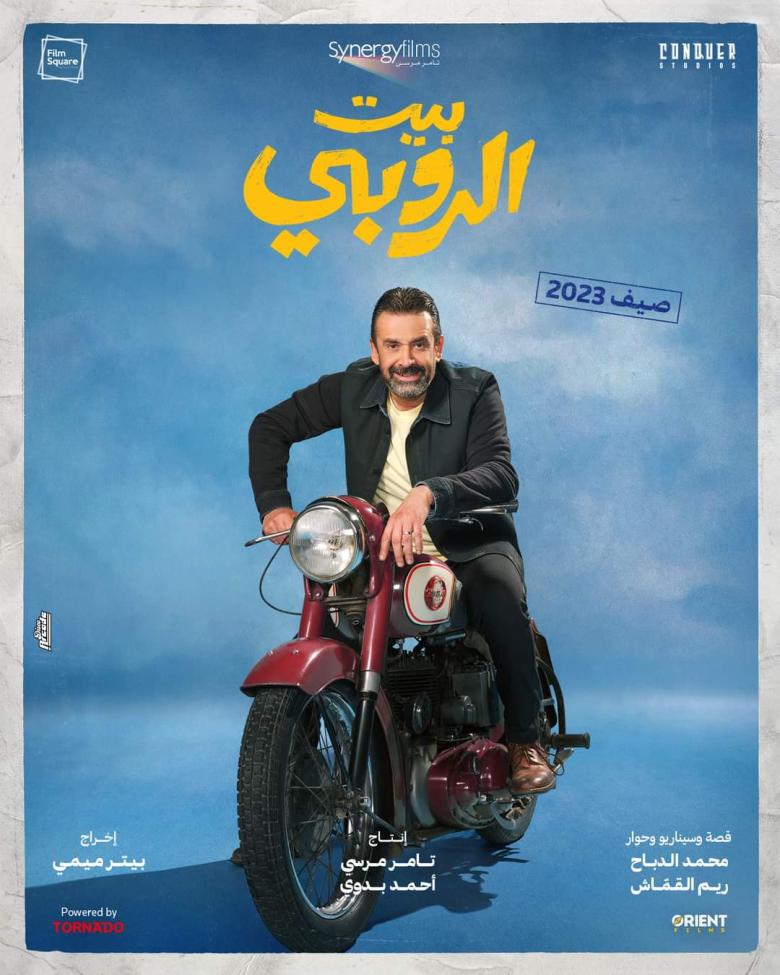 Film
Square
Synergyfilms
تامر مرسي
CONQUER
STUDIOS
بيت
الروبي
صيف 2023
إخراج
بيتر ميمي
إنتاج
تامر مرسي
أحمد بدوي
قصة وسيناريو وحوار
محمد الدباح
ريم القمّاش
Powered by
TORNADO
ORIENT
FILMS